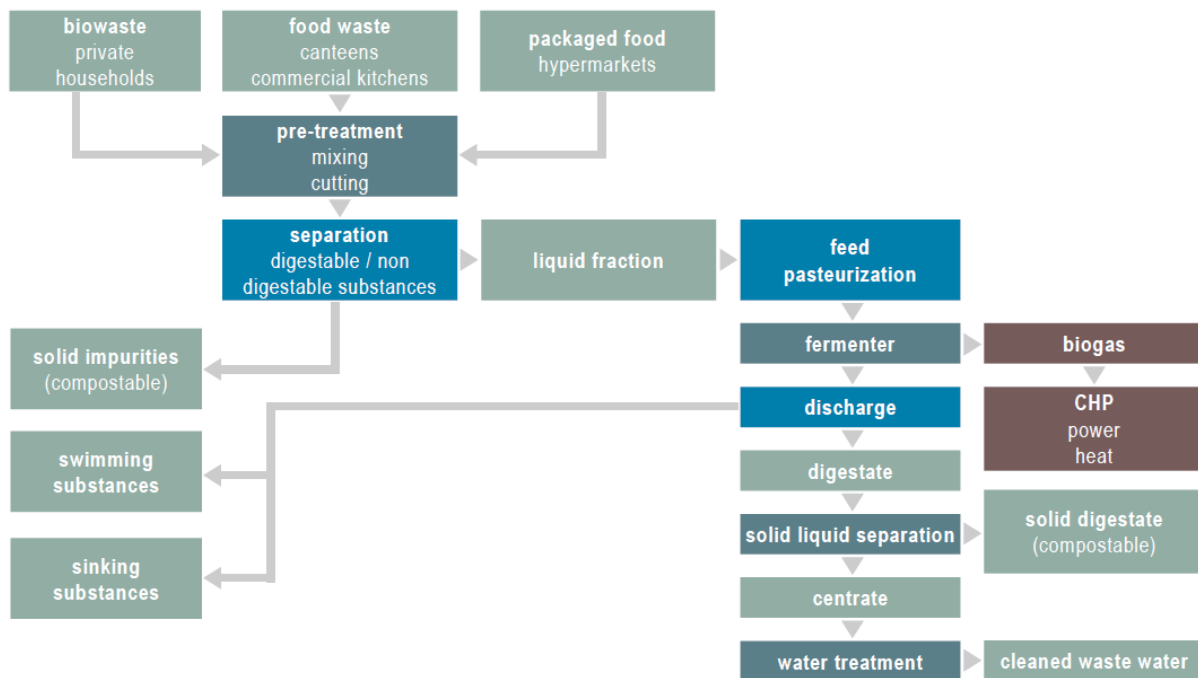 biowaste
private
households
food waste
canteens
commercial kitchens
packaged food
hypermarkets
pre-treatment
mixing
cutting
separation
digestable / non
digestable substances
liquid fraction
feed
pasteurization
solid impurities
(compostable)
fermenter
biogas
discharge
CHP
power
heat
swimming
substances
digestate
solid liquid separation
solid digestate
(compostable)
sinking
substances
centrate
water treatment
cleaned waste water